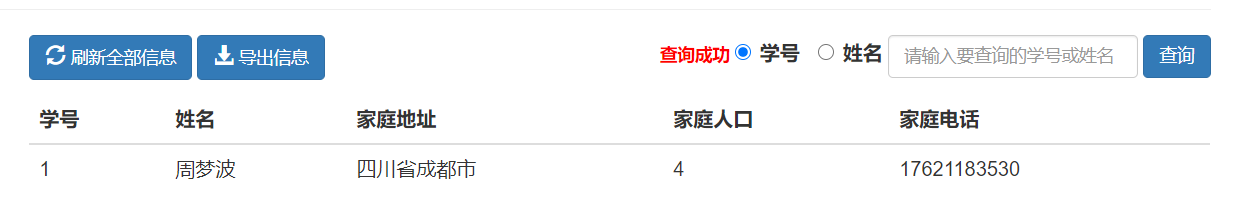 刷新全部信息 导出信息 查询成功 学号 姓名 请输入要查询的学号或姓名 查询
学号 姓名 家庭地址 家庭人口 家庭电话
1 周梦波 四川省成都市 4 17621183530